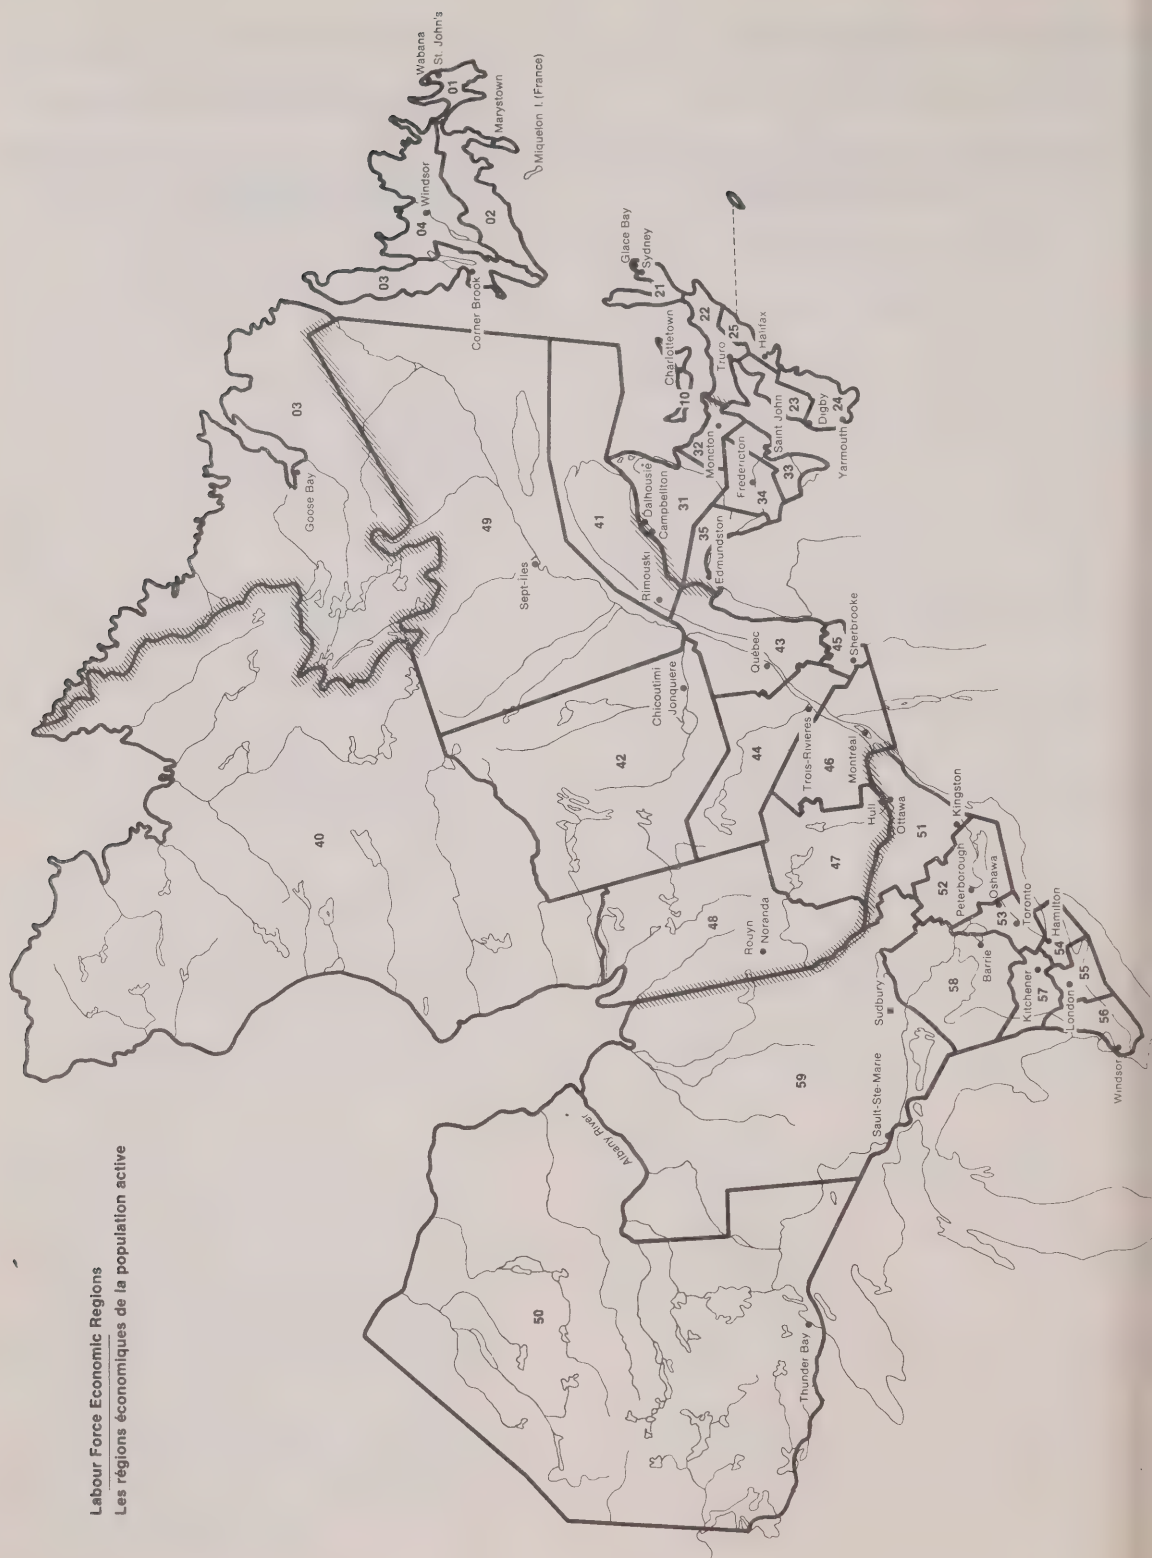 Labour Force Economic Regions
Les régions économiques de la population active
Wabana
St. John's
01
Marystown
Miquelon I. (France)
Windsor
04
02
03
Corner Brook
03
Goose Bay
Glace Bay
Sydney
21
Charlottetown
10
22
25
Truro
Halifax
23
Digby
24
Yarmouth
Saint John
32
Moncton
Fredericton
34
33
31
Dalhousie
Campbellton
35
Edmundston
40
49
Sept-Iles
41
Rimouski
42
Chicoutimi
Jonquiere
Québec
43
45
Sherbrooke
44
Trois-Rivières
46
Montréal
Hull
Ottawa
47
48
Rouyn
Noranda
51
Kingston
52
Peterborough
Oshawa
53
Toronto
54
Hamilton
55
56
Windsor
London
57
Kitchener
58
Barrie
Sudbury
59
Sault-Ste-Marie
Albany River
50
Thunder Bay